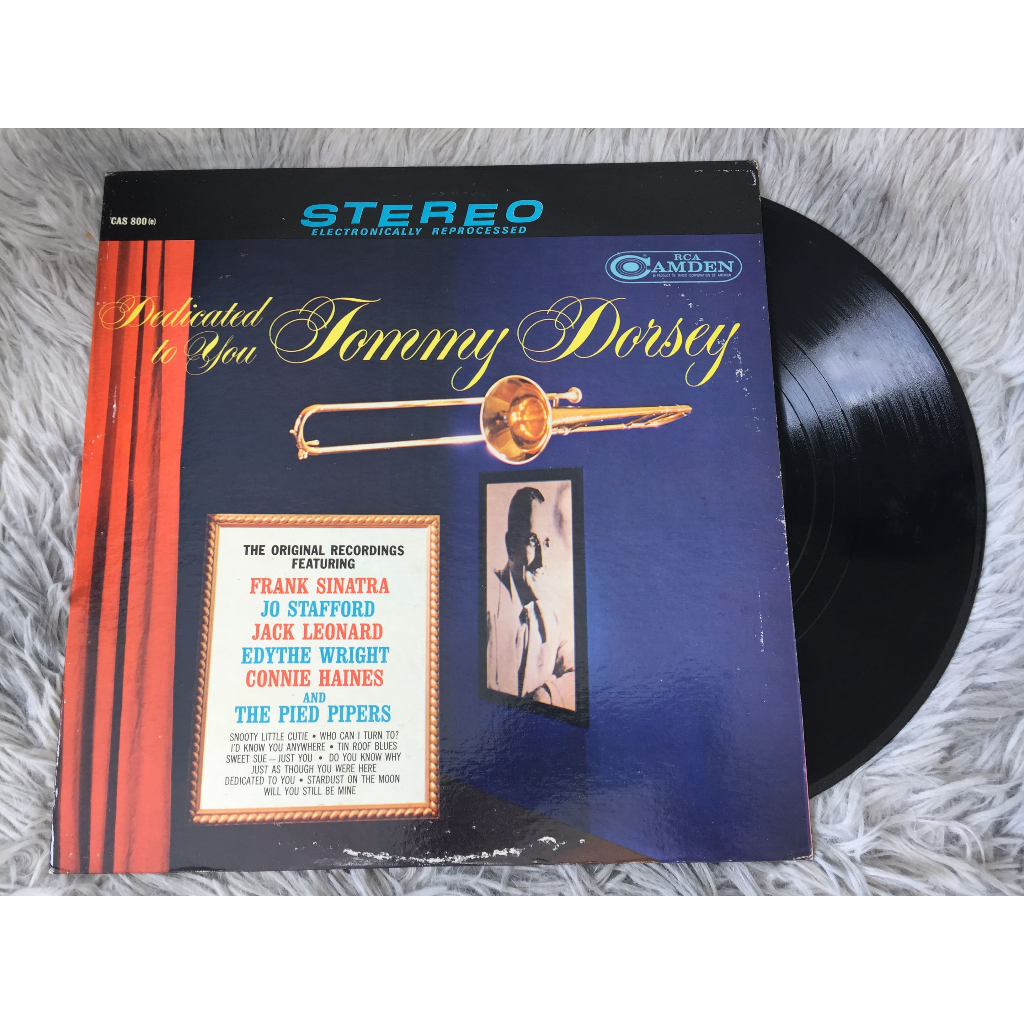 CAS 800 (e)
STEREO
ELECTRONICALLY REPROCESSED
RCA
CAMDEN
Dedicated
to You
Tommy Dorsey
THE ORIGINAL RECORDINGS
FEATURING
FRANK SINATRA
JO STAFFORD
JACK LEONARD
EDYTHE WRIGHT
CONNIE HAINES
AND
THE PIED PIPERS
SNOOTY LITTLE CUTIE • WHO CAN I TURN TO?
I'D KNOW YOU ANYWHERE • TIN ROOF BLUES
SWEET SUE—JUST YOU • DO YOU KNOW WHY
JUST AS THOUGH YOU WERE HERE
DEDICATED TO YOU • STARDUST ON THE MOON
WILL YOU STILL BE MINE